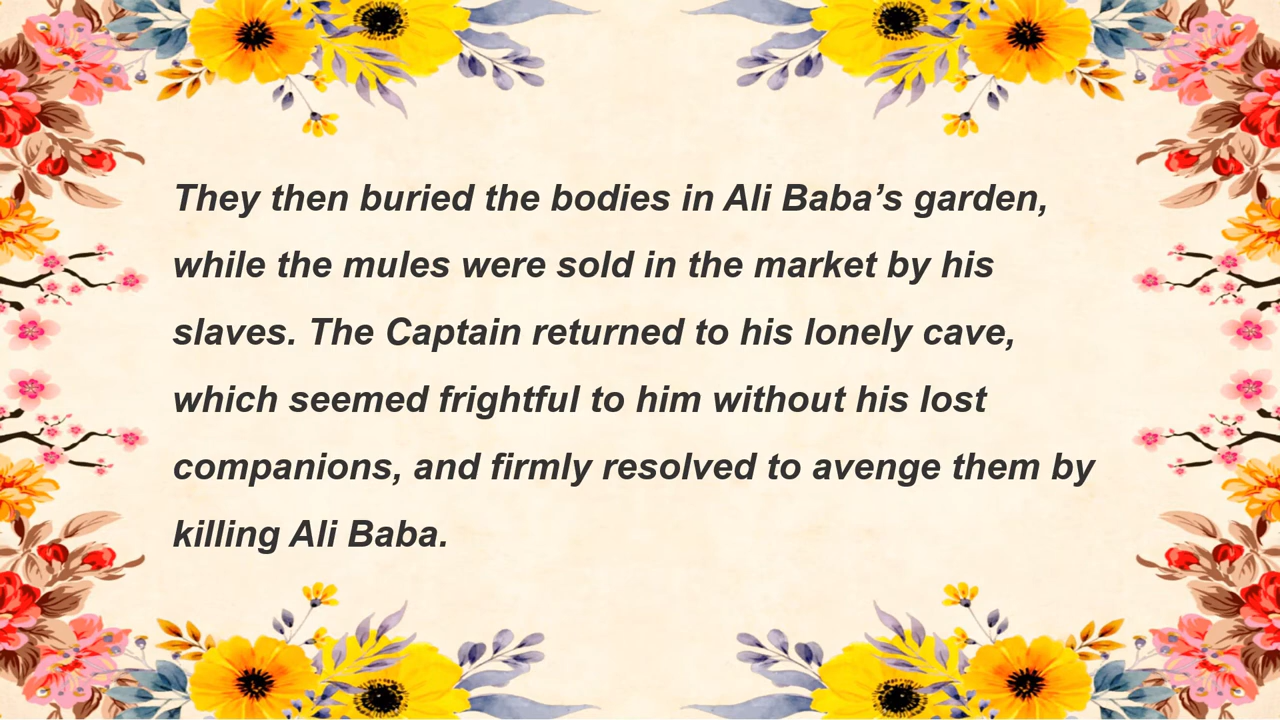 They then buried the bodies in Ali Baba’s garden,
while the mules were sold in the market by his
slaves. The Captain returned to his lonely cave,
which seemed frightful to him without his lost
companions, and firmly resolved to avenge them by
killing Ali Baba.